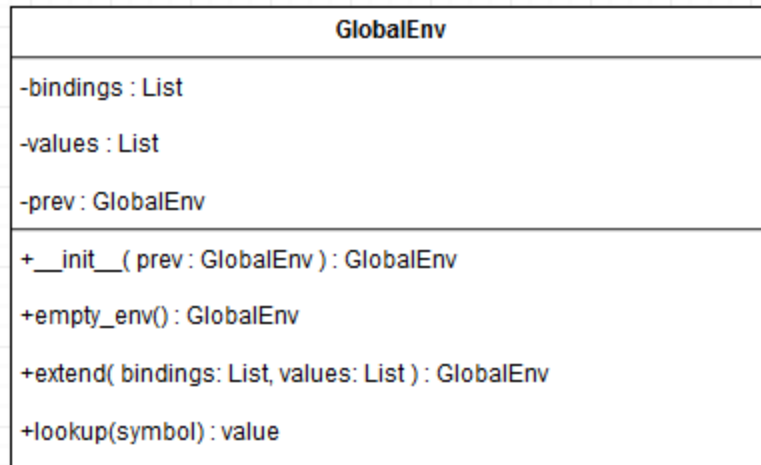 GlobalEnv
-bindings : List
-values : List
-prev : GlobalEnv
+__init__( prev : GlobalEnv ) : GlobalEnv
+empty_env() : GlobalEnv
+extend( bindings: List, values: List ) : GlobalEnv
+lookup(symbol) : value